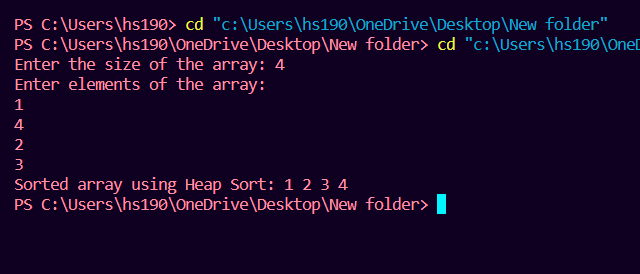 PS C:\Users\hs190> cd "c:\Users\hs190\OneDrive\Desktop\New folder"
PS C:\Users\hs190\OneDrive\Desktop\New folder> cd "c:\Users\hs190\OneD
Enter the size of the array: 4
Enter elements of the array:
1
4
2
3
Sorted array using Heap Sort: 1 2 3 4
PS C:\Users\hs190\OneDrive\Desktop\New folder>